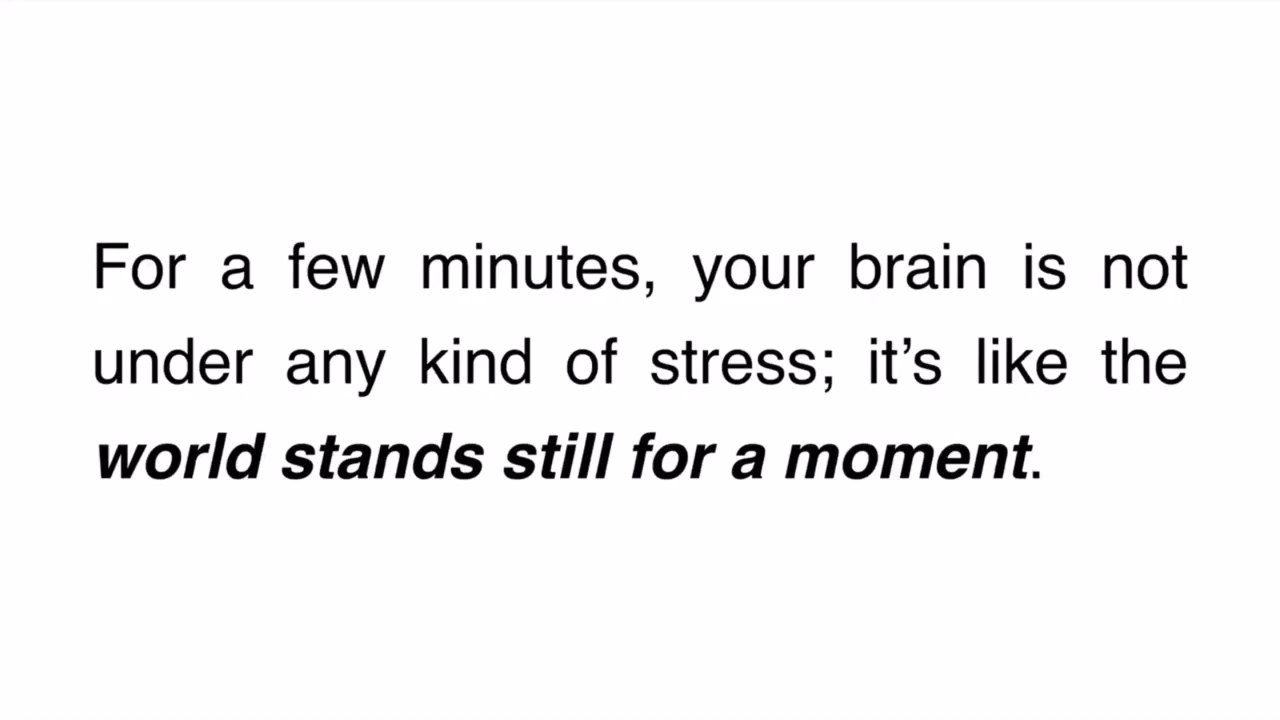 For a few minutes, your brain is not
under any kind of stress; it’s like the
world stands still for a moment.